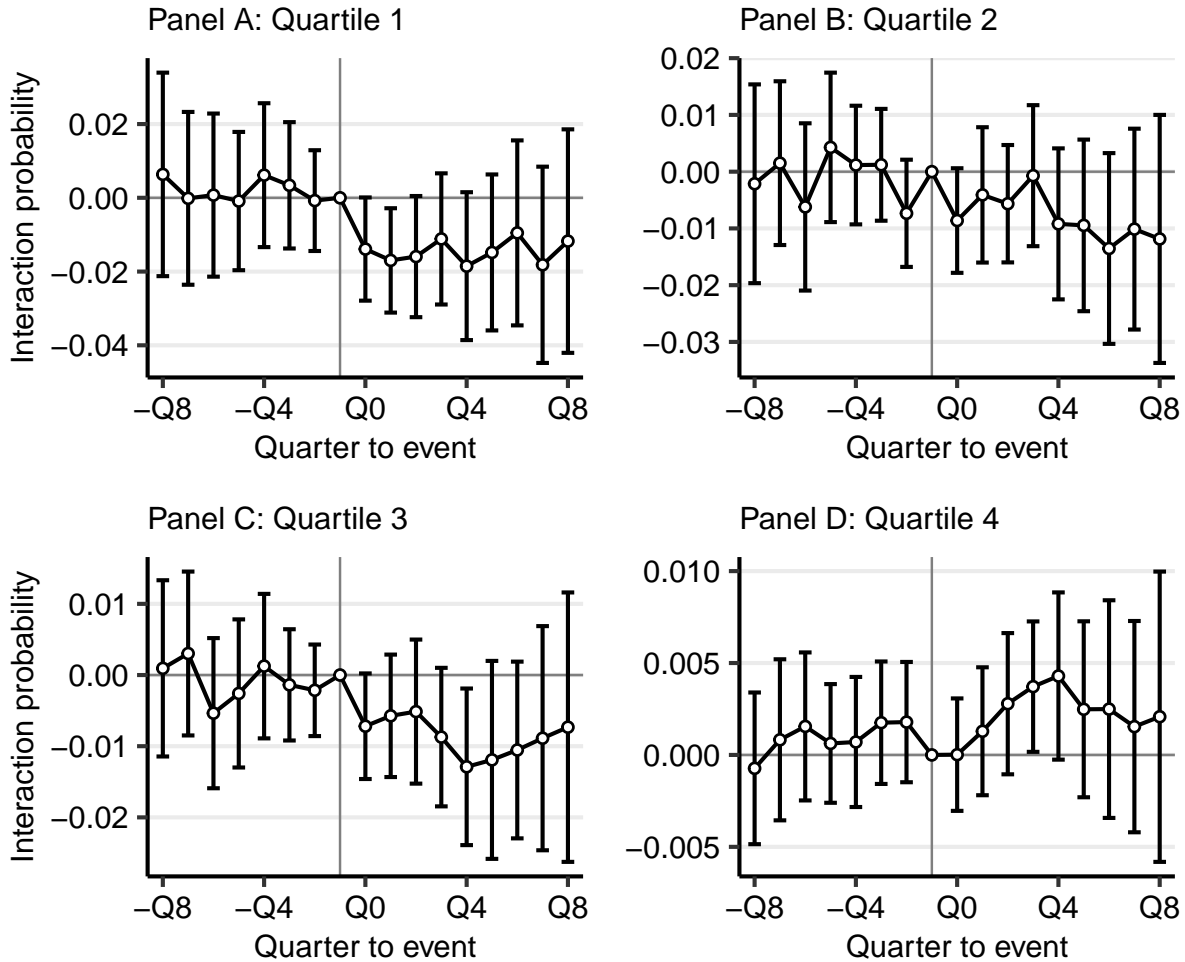 Panel A: Quartile 1
Interaction probability
0.02
0.00
−0.02
−0.04
−Q8 −Q4 Q0 Q4 Q8
Quarter to event
Panel B: Quartile 2
0.02
0.01
0.00
−0.01
−0.02
−0.03
−Q8 −Q4 Q0 Q4 Q8
Quarter to event
Panel C: Quartile 3
Interaction probability
0.01
0.00
−0.01
−0.02
−Q8 −Q4 Q0 Q4 Q8
Quarter to event
Panel D: Quartile 4
0.010
0.005
0.000
−0.005
−Q8 −Q4 Q0 Q4 Q8
Quarter to event